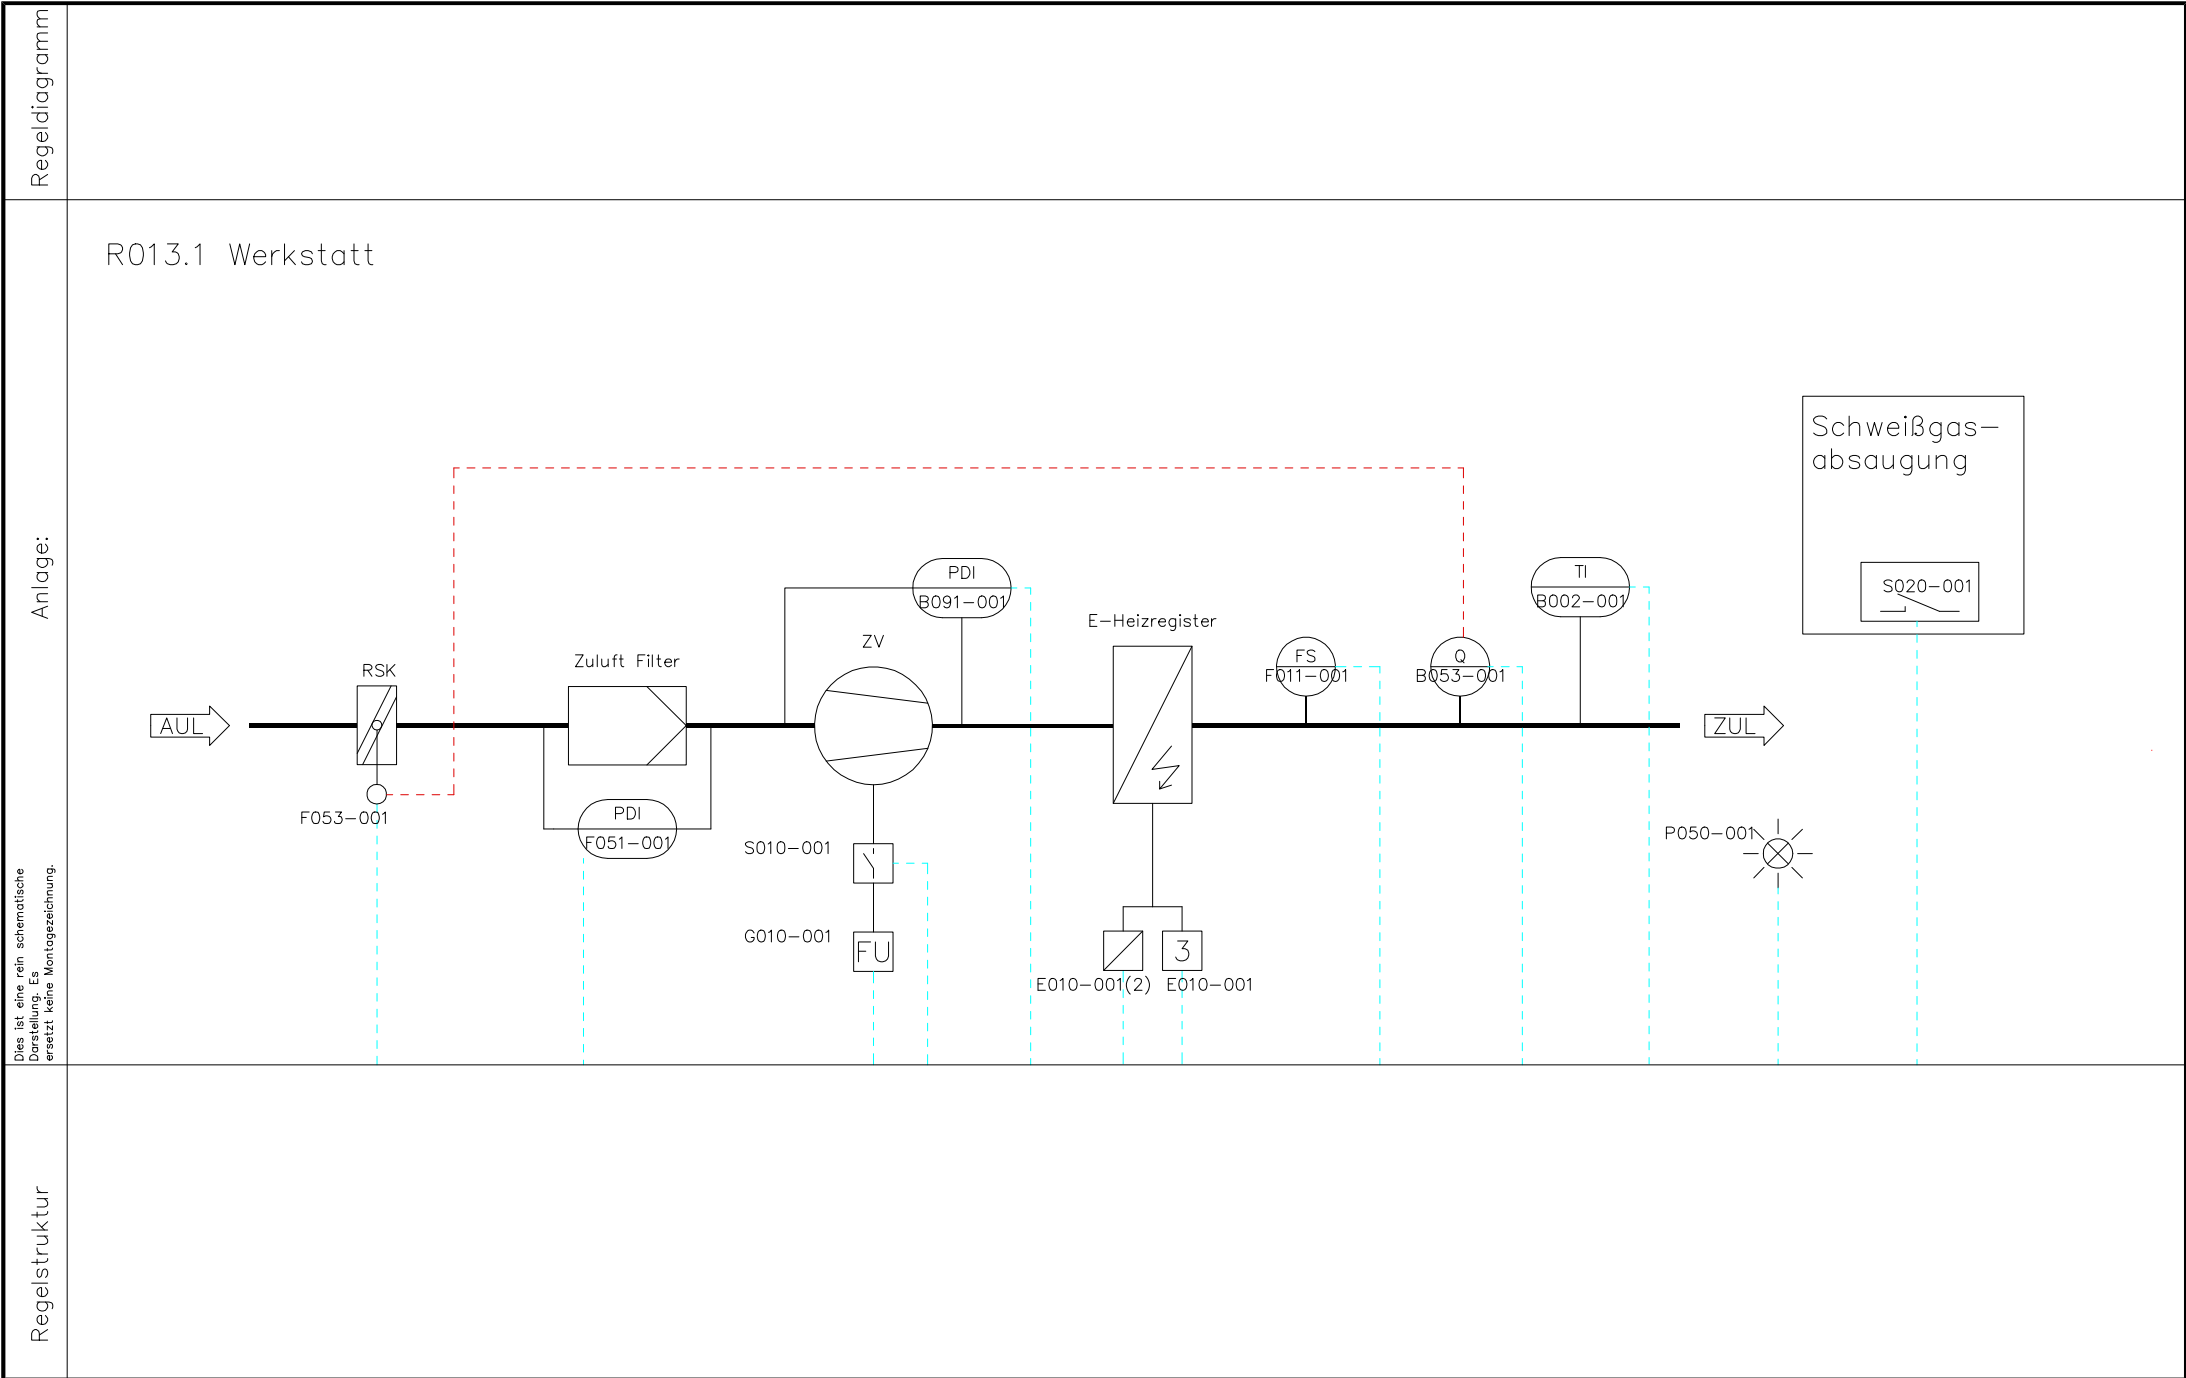 Regeldiagramm
R013.1 Werkstatt
Schweißgas-
absaugung
S020-001
PDI
B091-001
TI
B002-001
E-Heizregister
ZV
Zuluft Filter
RSK
FS
F011-001
Q
B053-001
AUL
ZUL
F053-001
PDI
F051-001
P050-001
S010-001
G010-001
FU
3
E010-001(2)
E010-001
Anlage:
Dies ist eine rein schematische
Darstellung. Es
ersetzt keine Montagezeichnung.
Regelstruktur